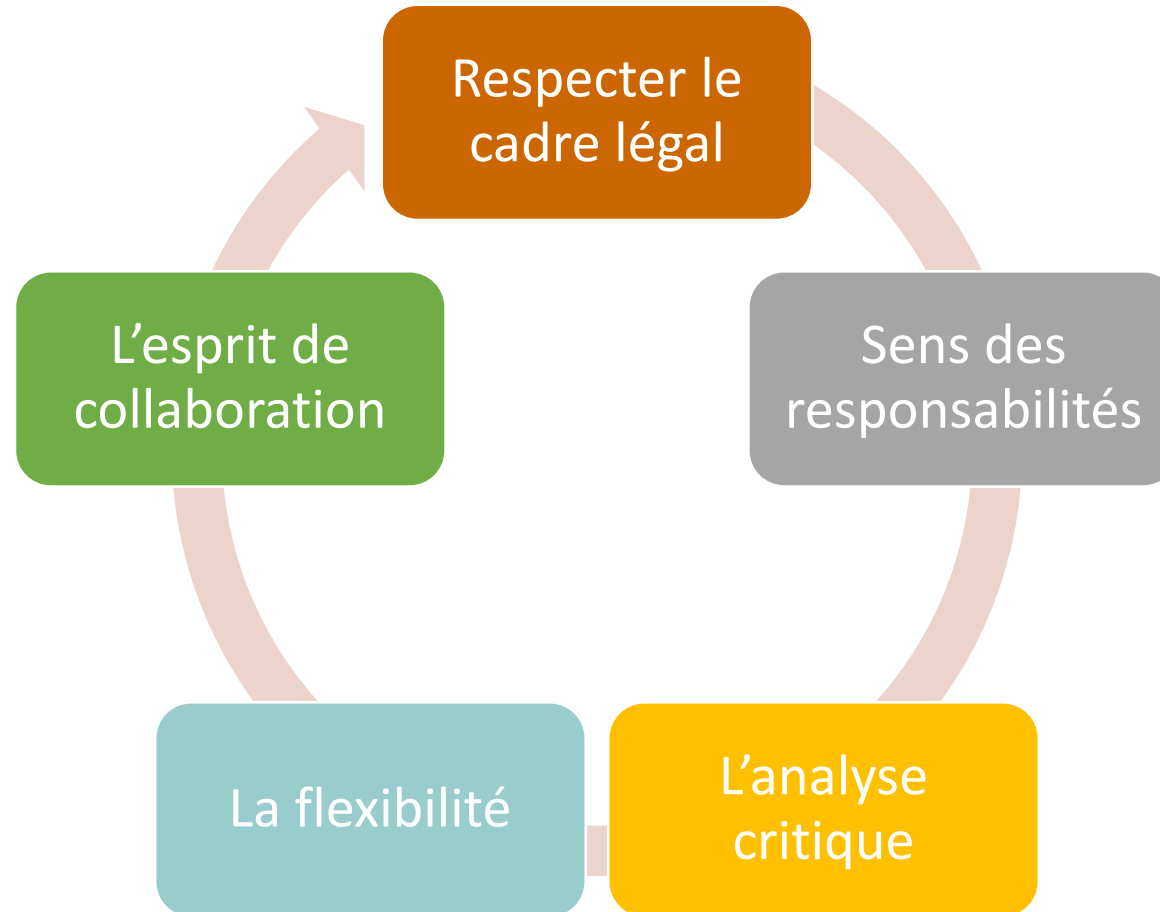 Respecter le
cadre légal
Sens des
responsabilités
L’analyse
critique
La flexibilité
L’esprit de
collaboration